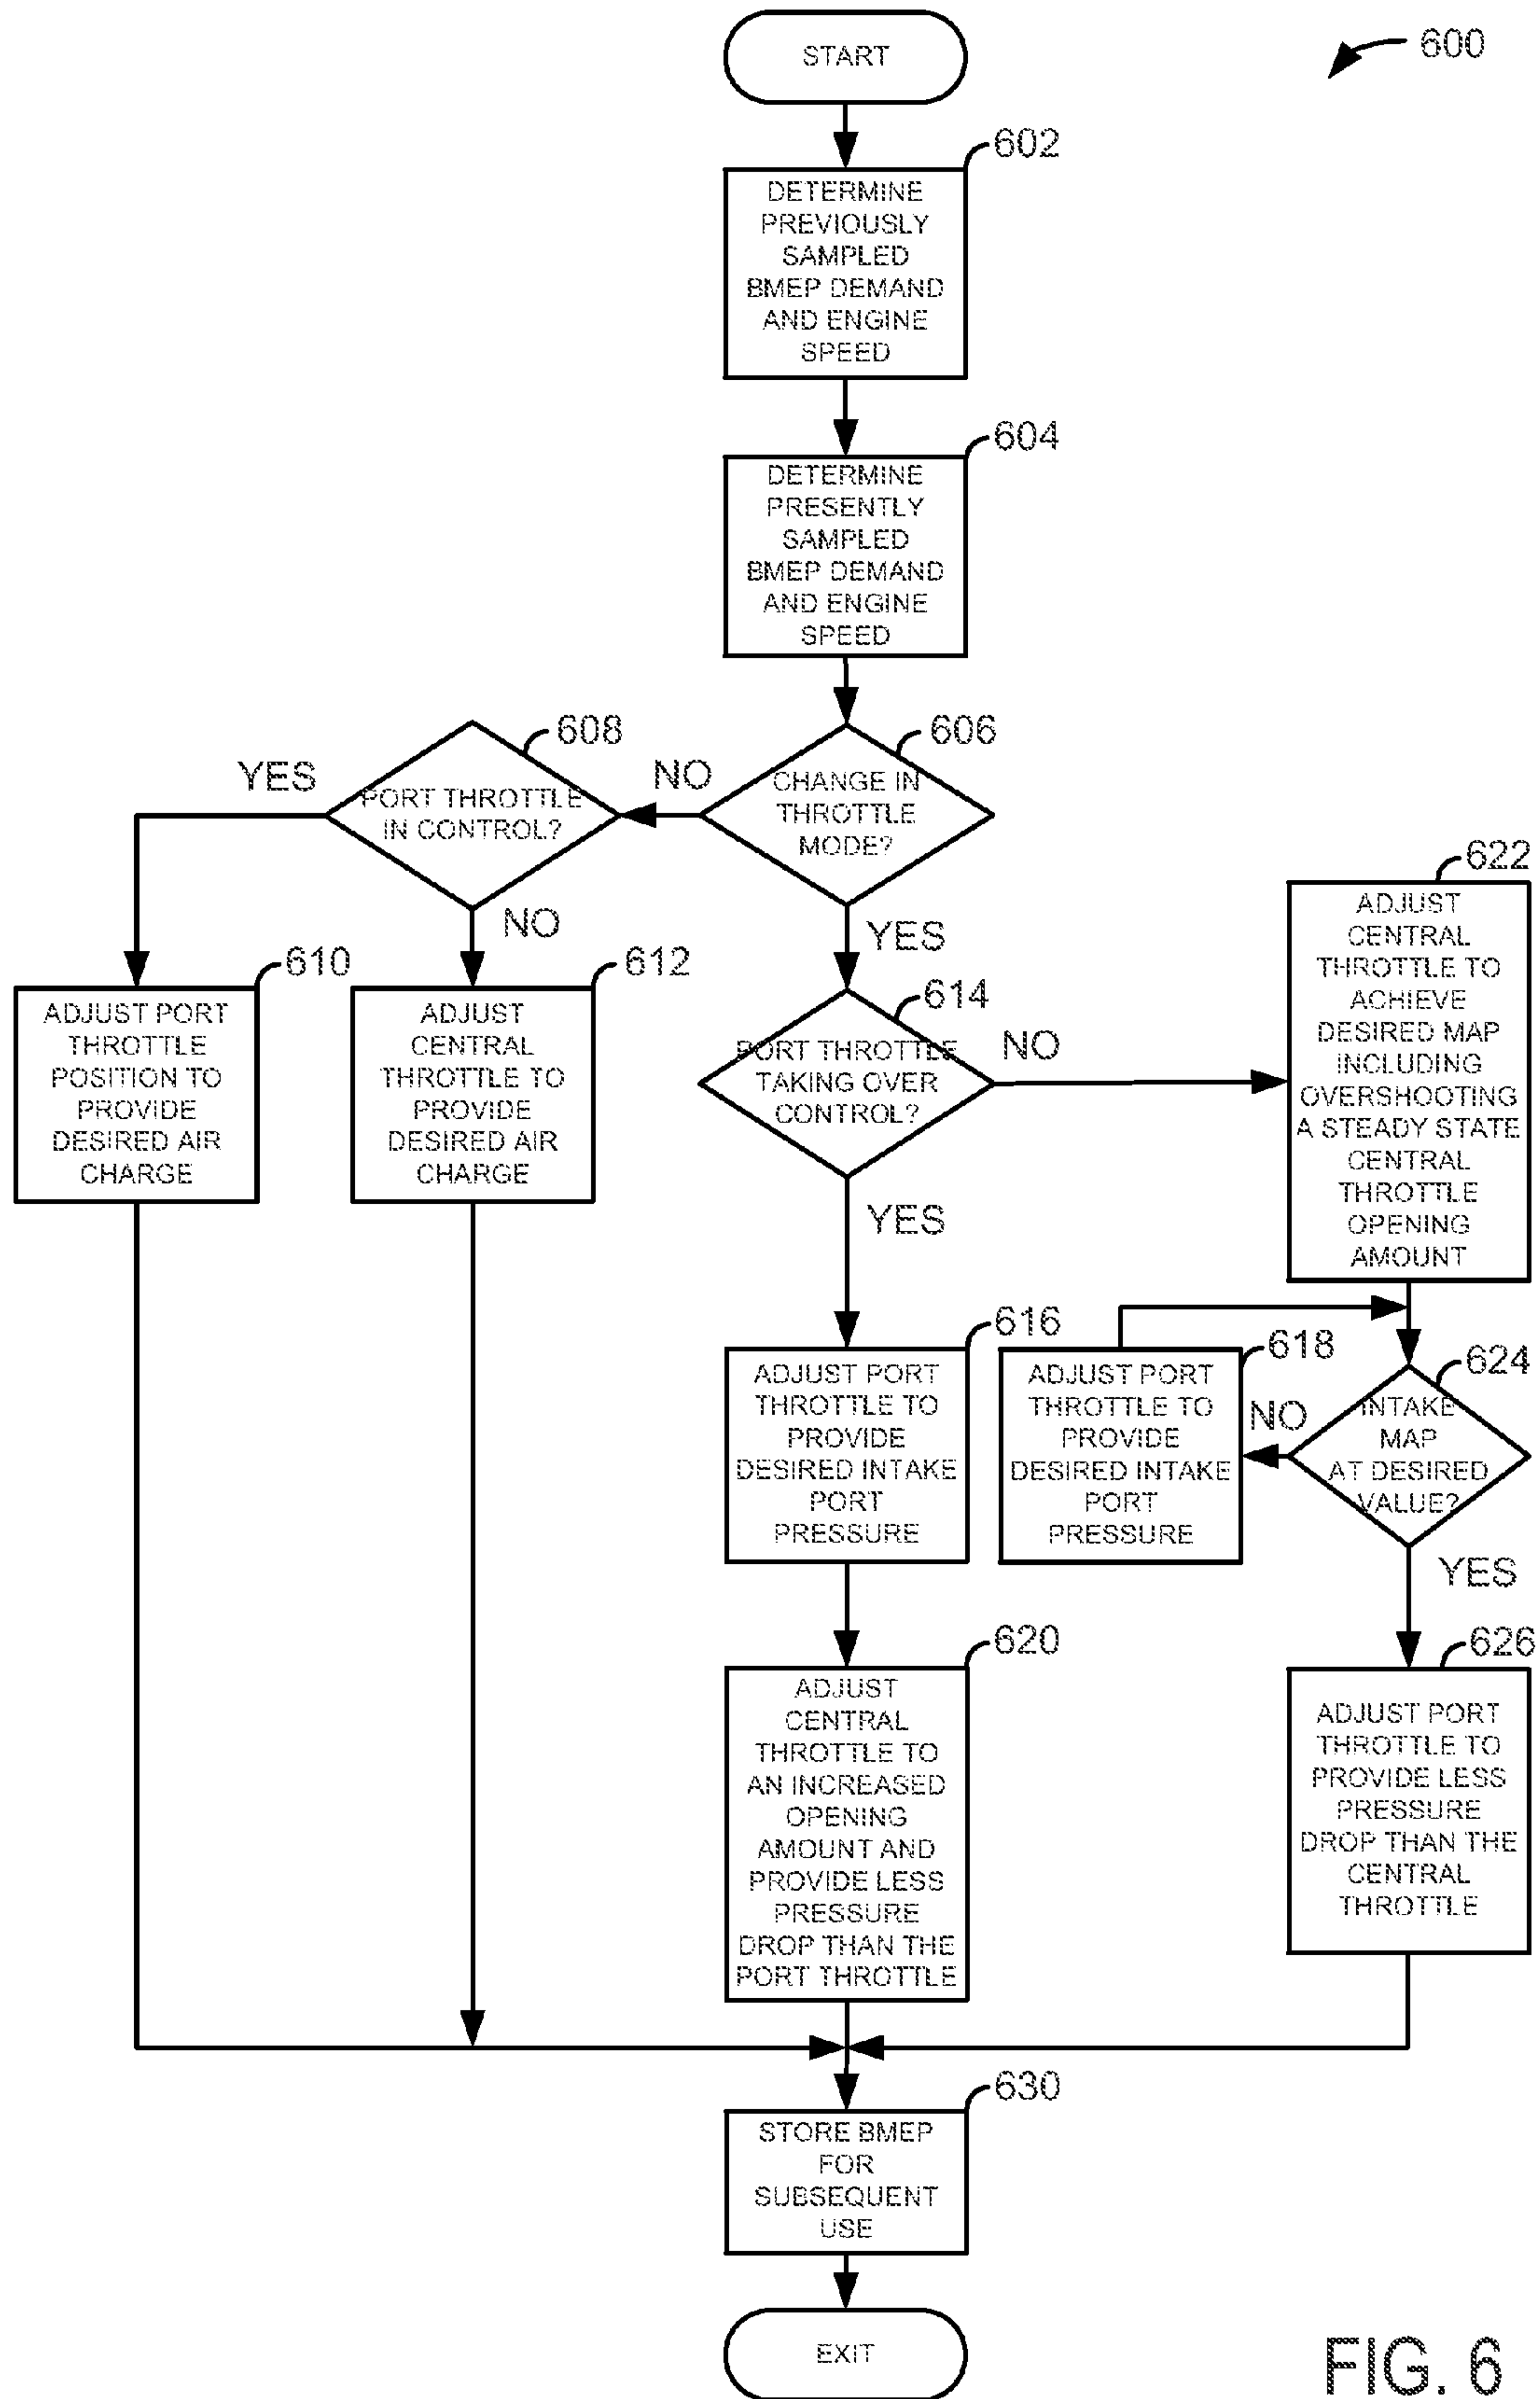 START
600
602
DETERMINE
PREVIOUSLY
SAMPLED
BMEP DEMAND
AND ENGINE
SPEED
604
DETERMINE
PRESENTLY
SAMPLED
BMEP DEMAND
AND ENGINE
SPEED
606
CHANGE IN
THROTTLE
MODE?
NO
YES
608
PORT THROTTLE
IN CONTROL?
YES
NO
610
ADJUST PORT
THROTTLE
POSITION TO
PROVIDE
DESIRED AIR
CHARGE
612
ADJUST
CENTRAL
THROTTLE TO
PROVIDE
DESIRED AIR
CHARGE
614
PORT THROTTLE
TAKING OVER
CONTROL?
NO
YES
622
ADJUST
CENTRAL
THROTTLE TO
ACHIEVE
DESIRED MAP
INCLUDING
OVERSHOOTING
A STEADY STATE
CENTRAL
THROTTLE
OPENING
AMOUNT
616
ADJUST PORT
THROTTLE TO
PROVIDE
DESIRED INTAKE
PORT
PRESSURE
618
ADJUST PORT
THROTTLE TO
PROVIDE
DESIRED INTAKE
PORT
PRESSURE
624
INTAKE
MAP
AT DESIRED
VALUE?
NO
YES
620
ADJUST
CENTRAL
THROTTLE TO
AN INCREASED
OPENING
AMOUNT AND
PROVIDE LESS
PRESSURE
DROP THAN THE
PORT THROTTLE
626
ADJUST PORT
THROTTLE TO
PROVIDE LESS
PRESSURE
DROP THAN THE
CENTRAL
THROTTLE
630
STORE BMEP
FOR
SUBSEQUENT
USE
EXIT
FIG. 6